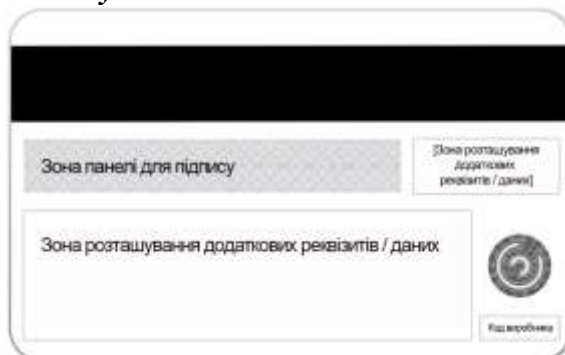 Зона панелі для підпису
[Зона розташування
додаткових
реквізитів / даних]
Зона розташування додаткових реквізитів / даних
Код виробника